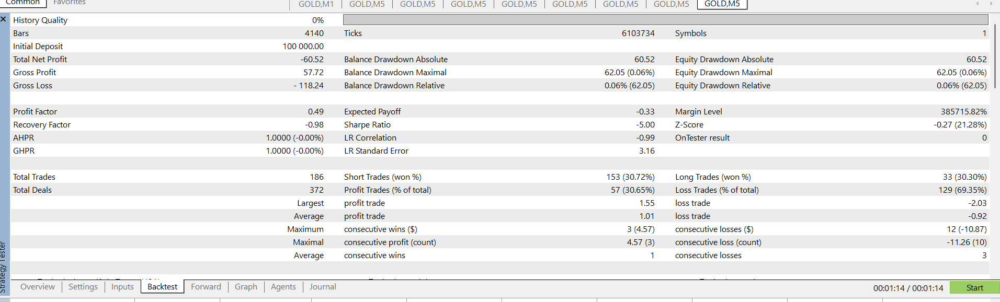 Common Favorites GOLD,M1 GOLD,M5 GOLD,M5 GOLD,M5 GOLD,M5 GOLD,M5 GOLD,M5 GOLD,M5 GOLD,M5
History Quality 0%
Bars 4140 Ticks 6103734 Symbols 1
Initial Deposit 100 000.00
Total Net Profit -60.52 Balance Drawdown Absolute 60.52 Equity Drawdown Absolute 60.52
Gross Profit 57.72 Balance Drawdown Maximal 62.05 (0.06%) Equity Drawdown Maximal 62.05 (0.06%)
Gross Loss - 118.24 Balance Drawdown Relative 0.06% (62.05) Equity Drawdown Relative 0.06% (62.05)
Profit Factor 0.49 Expected Payoff -0.33 Margin Level 385715.82%
Recovery Factor -0.98 Sharpe Ratio -5.00 Z-Score -0.27 (21.28%)
AHPR 1.0000 (-0.00%) LR Correlation -0.99 OnTester result 0
GHPR 1.0000 (-0.00%) LR Standard Error 3.16
Total Trades 186 Short Trades (won %) 153 (30.72%) Long Trades (won %) 33 (30.30%)
Total Deals 372 Profit Trades (% of total) 57 (30.65%) Loss Trades (% of total) 129 (69.35%)
Largest profit trade 1.55 loss trade -2.03
Average profit trade 1.01 loss trade -0.92
Maximum consecutive wins ($) 3 (4.57) consecutive losses ($) 12 (-10.87)
Maximal consecutive profit (count) 4.57 (3) consecutive loss (count) -11.26 (10)
Average consecutive wins 1 consecutive losses 3
Strategy Tester
Overview Settings Inputs Backtest Forward Graph Agents Journal 00:01:14 / 00:01:14 Start